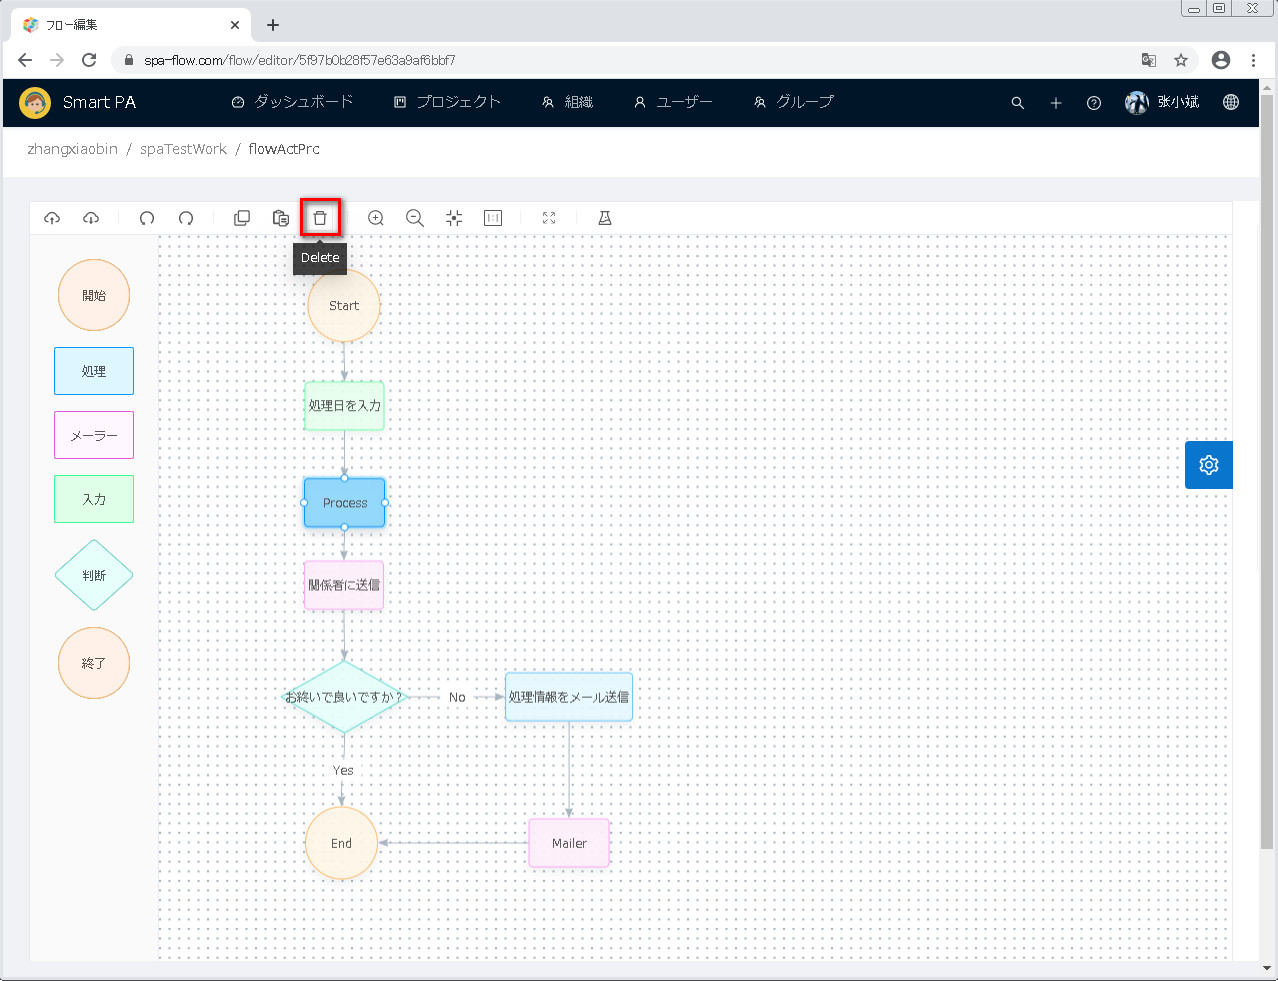 フロー編集
spa-flow.com/flow/editor/5f97b0b28f57e63a9af6bbf7
Smart PA
ダッシュボード
プロジェクト
組織
ユーザー
グループ
张小斌
zhangxiaobin / spaTestWork / flowActPrc
Delete
開始
処理
メーラー
入力
判断
終了
Start
処理日を入力
Process
関係者に送信
お終いで良いですか?
No
処理情報をメール送信
Yes
End
Mailer